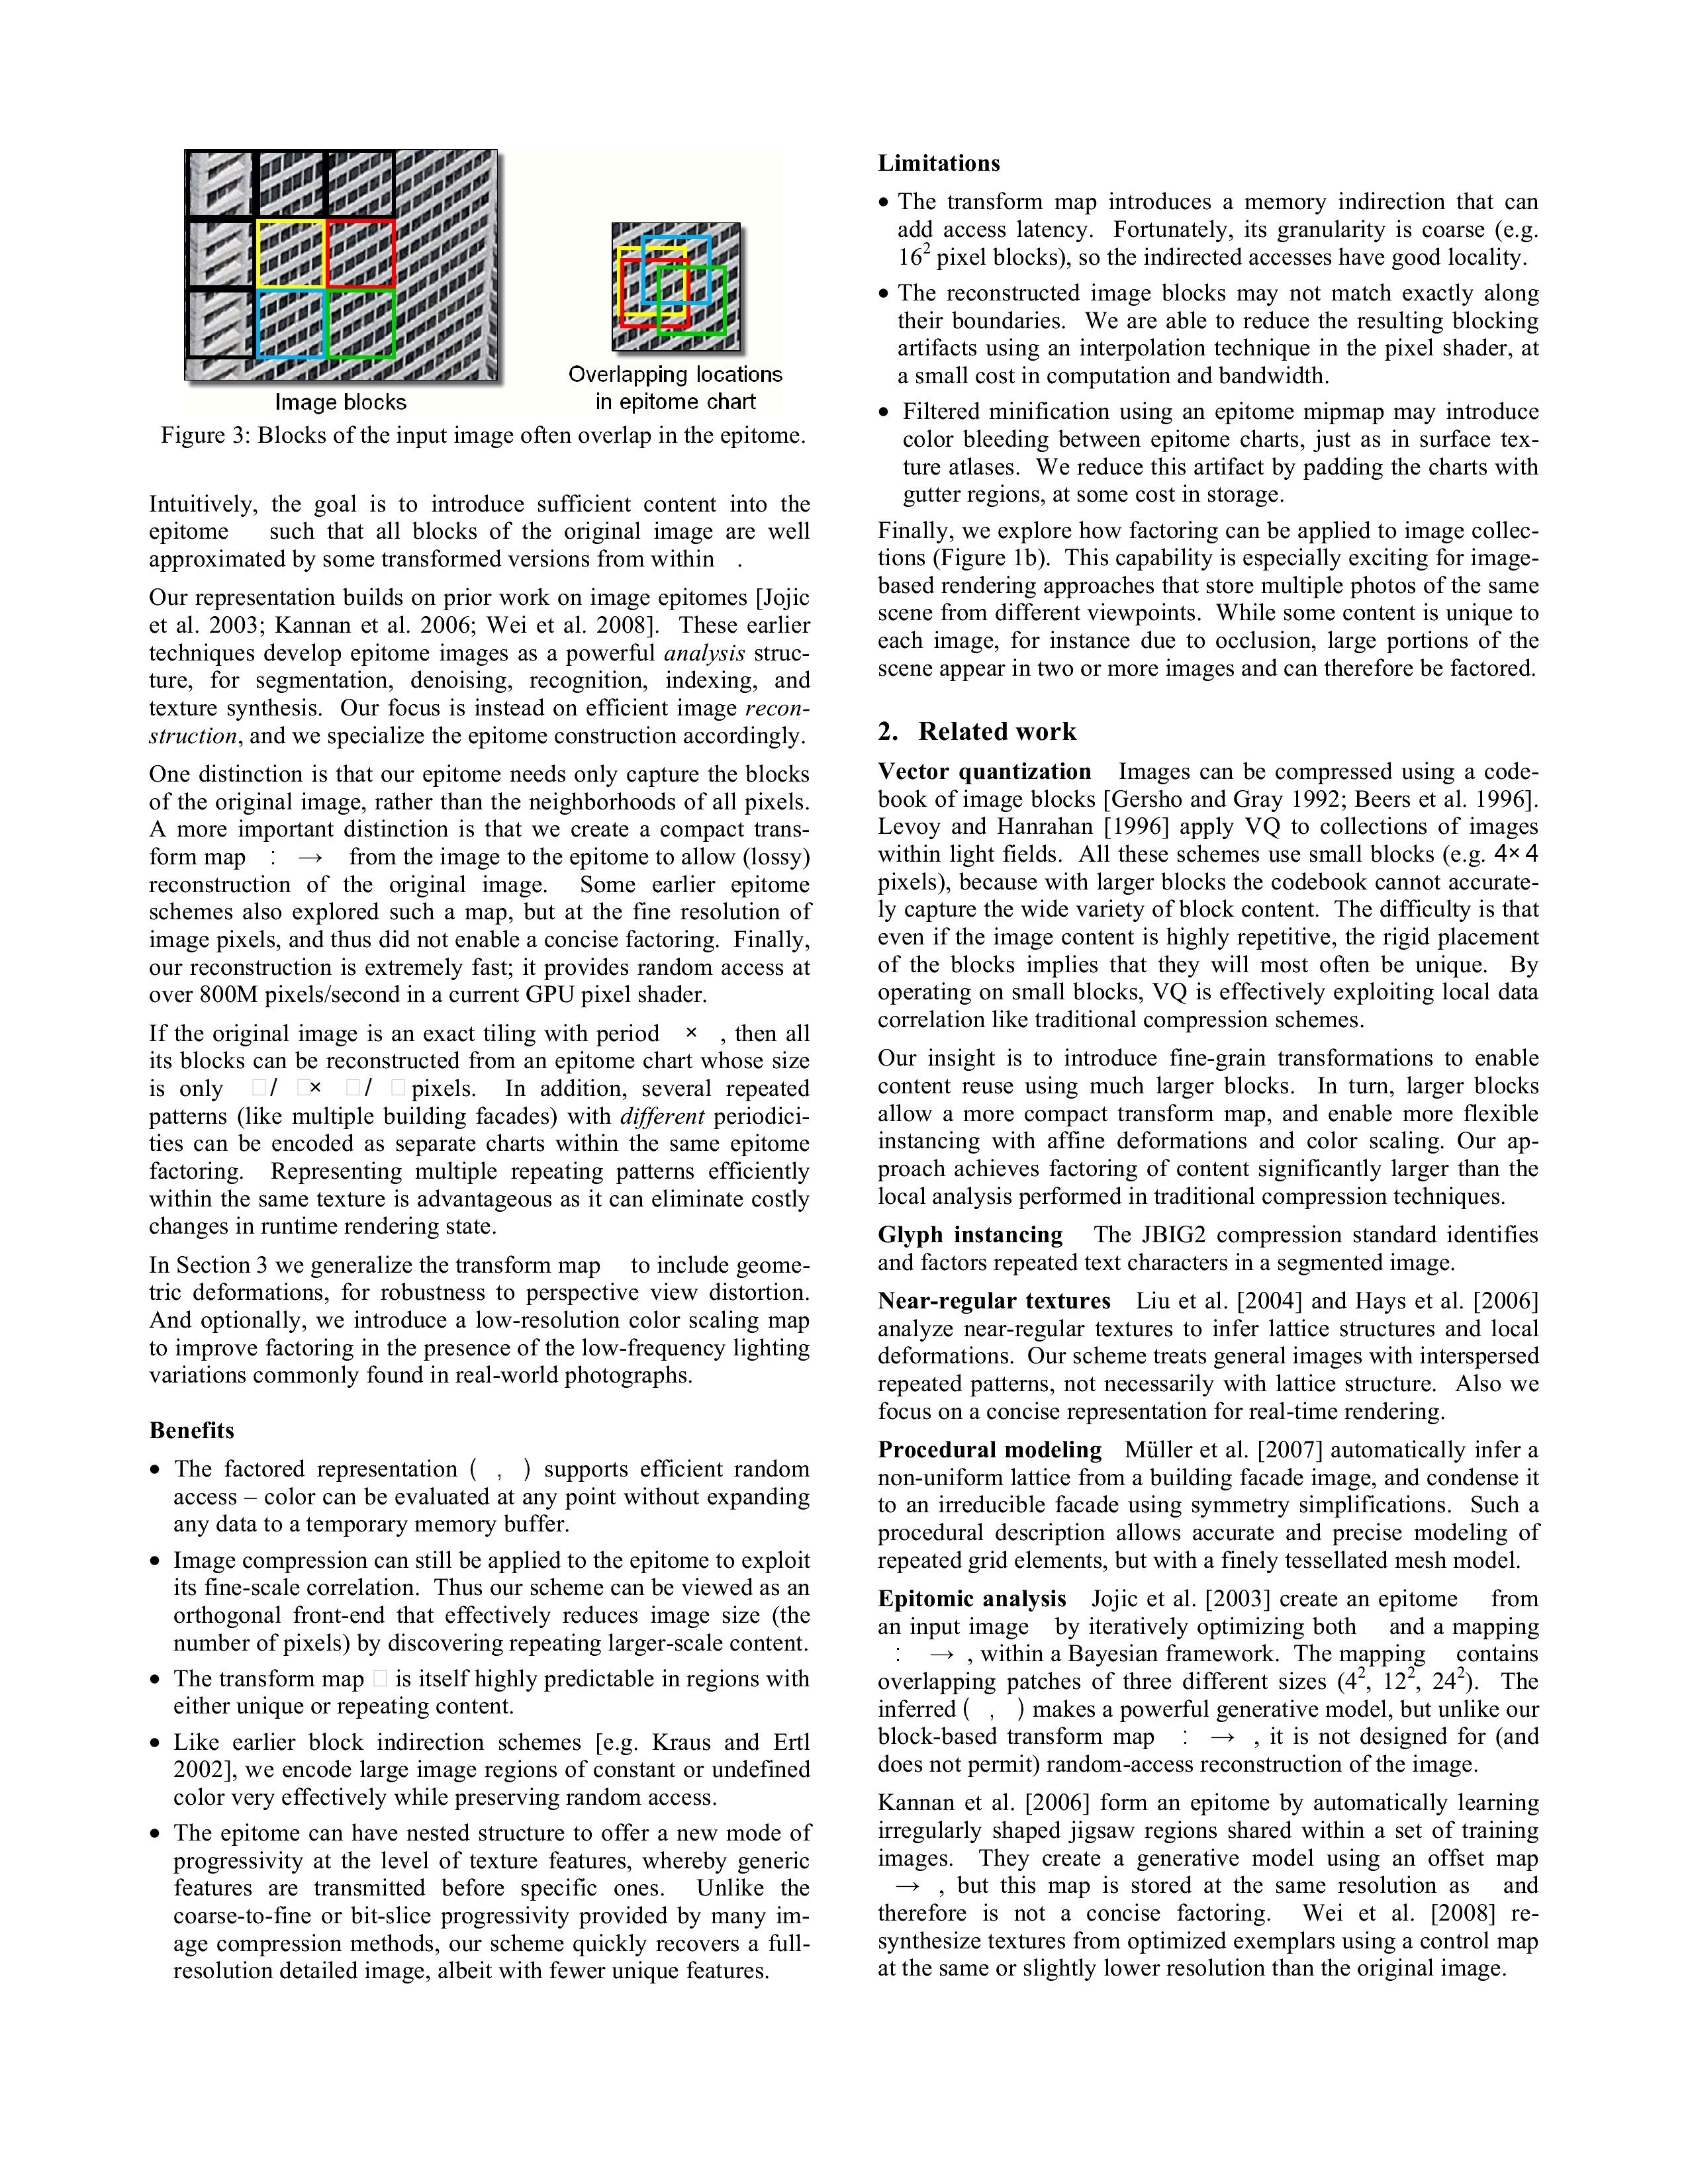 Image blocks
Overlapping locations
in epitome chart
Figure 3: Blocks of the input image often overlap in the epitome.
Intuitively, the goal is to introduce sufficient content into the
epitome such that all blocks of the original image are well
approximated by some transformed versions from within .
Our representation builds on prior work on image epitomes [Jojic
et al. 2003; Kannan et al. 2006; Wei et al. 2008]. These earlier
techniques develop epitome images as a powerful analysis struc-
ture, for segmentation, denoising, recognition, indexing, and
texture synthesis. Our focus is instead on efficient image recon-
struction, and we specialize the epitome construction accordingly.
One distinction is that our epitome needs only capture the blocks
of the original image, rather than the neighborhoods of all pixels.
A more important distinction is that we create a compact trans-
form map : → from the image to the epitome to allow (lossy)
reconstruction of the original image. Some earlier epitome
schemes also explored such a map, but at the fine resolution of
image pixels, and thus did not enable a concise factoring. Finally,
our reconstruction is extremely fast; it provides random access at
over 800M pixels/second in a current GPU pixel shader.
If the original image is an exact tiling with period × , then all
its blocks can be reconstructed from an epitome chart whose size
is only □/ □× □/ □ pixels. In addition, several repeated
patterns (like multiple building facades) with different periodici-
ties can be encoded as separate charts within the same epitome
factoring. Representing multiple repeating patterns efficiently
within the same texture is advantageous as it can eliminate costly
changes in runtime rendering state.
In Section 3 we generalize the transform map to include geome-
tric deformations, for robustness to perspective view distortion.
And optionally, we introduce a low-resolution color scaling map
to improve factoring in the presence of the low-frequency lighting
variations commonly found in real-world photographs.
Benefits
• The factored representation ( , ) supports efficient random
access – color can be evaluated at any point without expanding
any data to a temporary memory buffer.
• Image compression can still be applied to the epitome to exploit
its fine-scale correlation. Thus our scheme can be viewed as an
orthogonal front-end that effectively reduces image size (the
number of pixels) by discovering repeating larger-scale content.
• The transform map □ is itself highly predictable in regions with
either unique or repeating content.
• Like earlier block indirection schemes [e.g. Kraus and Ertl
2002], we encode large image regions of constant or undefined
color very effectively while preserving random access.
• The epitome can have nested structure to offer a new mode of
progressivity at the level of texture features, whereby generic
features are transmitted before specific ones. Unlike the
coarse-to-fine or bit-slice progressivity provided by many im-
age compression methods, our scheme quickly recovers a full-
resolution detailed image, albeit with fewer unique features.
Limitations
• The transform map introduces a memory indirection that can
add access latency. Fortunately, its granularity is coarse (e.g.
16² pixel blocks), so the indirected accesses have good locality.
• The reconstructed image blocks may not match exactly along
their boundaries. We are able to reduce the resulting blocking
artifacts using an interpolation technique in the pixel shader, at
a small cost in computation and bandwidth.
• Filtered minification using an epitome mipmap may introduce
color bleeding between epitome charts, just as in surface tex-
ture atlases. We reduce this artifact by padding the charts with
gutter regions, at some cost in storage.
Finally, we explore how factoring can be applied to image collec-
tions (Figure 1b). This capability is especially exciting for image-
based rendering approaches that store multiple photos of the same
scene from different viewpoints. While some content is unique to
each image, for instance due to occlusion, large portions of the
scene appear in two or more images and can therefore be factored.
2. Related work
Vector quantization Images can be compressed using a code-
book of image blocks [Gersho and Gray 1992; Beers et al. 1996].
Levoy and Hanrahan [1996] apply VQ to collections of images
within light fields. All these schemes use small blocks (e.g. 4×4
pixels), because with larger blocks the codebook cannot accurate-
ly capture the wide variety of block content. The difficulty is that
even if the image content is highly repetitive, the rigid placement
of the blocks implies that they will most often be unique. By
operating on small blocks, VQ is effectively exploiting local data
correlation like traditional compression schemes.
Our insight is to introduce fine-grain transformations to enable
content reuse using much larger blocks. In turn, larger blocks
allow a more compact transform map, and enable more flexible
instancing with affine deformations and color scaling. Our ap-
proach achieves factoring of content significantly larger than the
local analysis performed in traditional compression techniques.
Glyph instancing The JBIG2 compression standard identifies
and factors repeated text characters in a segmented image.
Near-regular textures Liu et al. [2004] and Hays et al. [2006]
analyze near-regular textures to infer lattice structures and local
deformations. Our scheme treats general images with interspersed
repeated patterns, not necessarily with lattice structure. Also we
focus on a concise representation for real-time rendering.
Procedural modeling Müller et al. [2007] automatically infer a
non-uniform lattice from a building facade image, and condense it
to an irreducible facade using symmetry simplifications. Such a
procedural description allows accurate and precise modeling of
repeated grid elements, but with a finely tessellated mesh model.
Epitomic analysis Jojic et al. [2003] create an epitome from
an input image by iteratively optimizing both and a mapping
: → , within a Bayesian framework. The mapping contains
overlapping patches of three different sizes (4², 12², 24²). The
inferred ( , ) makes a powerful generative model, but unlike our
block-based transform map : → , it is not designed for (and
does not permit) random-access reconstruction of the image.
Kannan et al. [2006] form an epitome by automatically learning
irregularly shaped jigsaw regions shared within a set of training
images. They create a generative model using an offset map
→ , but this map is stored at the same resolution as and
therefore is not a concise factoring. Wei et al. [2008] re-
synthesize textures from optimized exemplars using a control map
at the same or slightly lower resolution than the original image.